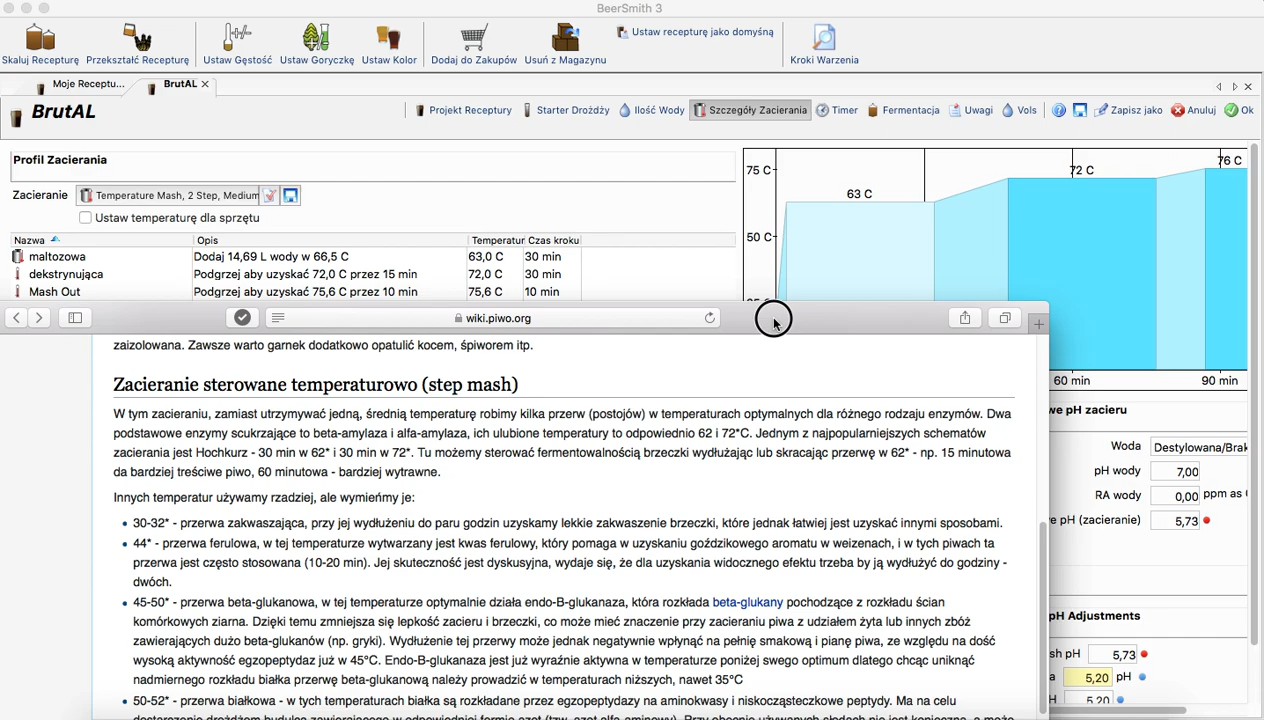 BeerSmith 3
Skaluj Recepturę Przekształć Recepturę Ustaw Gęstość Ustaw Goryczkę Ustaw Kolor Dodaj do Zakupów Usuń z Magazynu Ustaw recepturę jako domyśną Kroki Warzenia
Moje Receptu... BrutAL
BrutAL Projekt Receptury Starter Drożdży Ilość Wody Szczegóły Zacierania Timer Fermentacja Uwagi Vols Zapisz jako Anuluj Ok
Profil Zacierania
Zacieranie Temperature Mash, 2 Step, Medium
Ustaw temperaturę dla sprzętu
Nazwa Opis Temperatur Czas kroku
maltozowa Dodaj 14,69 L wody w 66,5 C 63,0 C 30 min
dekstrynująca Podgrzej aby uzyskać 72,0 C przez 15 min 72,0 C 30 min
Mash Out Podgrzej aby uzyskać 75,6 C przez 10 min 75,6 C 10 min
75 C
50 C
63 C
72 C
76 C
60 min 90 min
wiki.piwo.org
zaizolowana. Zawsze warto garnek dodatkowo opatulić kocem, śpiworem itp.
Zacieranie sterowane temperaturowo (step mash)
W tym zacieraniu, zamiast utrzymywać jedną, średnią temperaturę robimy kilka przerw (postojów) w temperaturach optymalnych dla różnego rodzaju enzymów. Dwa
podstawowe enzymy scukrzające to beta-amylaza i alfa-amylaza, ich ulubione temperatury to odpowiednio 62 i 72*C. Jednym z najpopularniejszych schematów
zacierania jest Hochkurz - 30 min w 62* i 30 min w 72*. Tu możemy sterować fermentowalnością brzeczki wydłużając lub skracając przerwę w 62* - np. 15 minutowa
da bardziej treściwe piwo, 60 minutowa - bardziej wytrawne.
Innych temperatur używamy rzadziej, ale wymieńmy je:
30-32* - przerwa zakwaszająca, przy jej wydłużeniu do paru godzin uzyskamy lekkie zakwaszenie brzeczki, które jednak łatwiej jest uzyskać innymi sposobami.
44* - przerwa ferulowa, w tej temperaturze wytwarzany jest kwas ferulowy, który pomaga w uzyskaniu goździkowego aromatu w weizenach, i w tych piwach ta
przerwa jest często stosowana (10-20 min). Jej skuteczność jest dyskusyjna, wydaje się, że dla uzyskania widocznego efektu trzeba by ją wydłużyć do godziny -
dwóch.
45-50* - przerwa beta-glukanowa, w tej temperaturze optymalnie działa endo-B-glukanaza, która rozkłada beta-glukany pochodzące z rozkładu ścian
komórkowych ziarna. Dzięki temu zmniejsza się lepkość zacieru i brzeczki, co może mieć znaczenie przy zacieraniu piwa z udziałem żyta lub innych zbóż
zawierających dużo beta-glukanów (np. gryki). Wydłużenie tej przerwy może jednak negatywnie wpłynąć na pełnię smakową i pianę piwa, ze względu na dość
wysoką aktywność egzopeptydaz już w 45°C. Endo-B-glukanaza jest już wyraźnie aktywna w temperaturze poniżej swego optimum dlatego chcąc uniknąć
nadmiernego rozkładu białka przerwę beta-glukanową należy prowadzić w temperaturach niższych, nawet 35°C
50-52* - przerwa białkowa - w tych temperaturach białka są rozkładane przez egzopeptydazy na aminokwasy i niskocząsteczkowe peptydy. Ma na celu
we pH zacieru
Woda Destylowana/Brak
pH wody 7,00
RA wody 0,00 ppm as
e pH (zacieranie) 5,73
pH Adjustments
sh pH 5,73
a 5,20 pH
pH 5,20